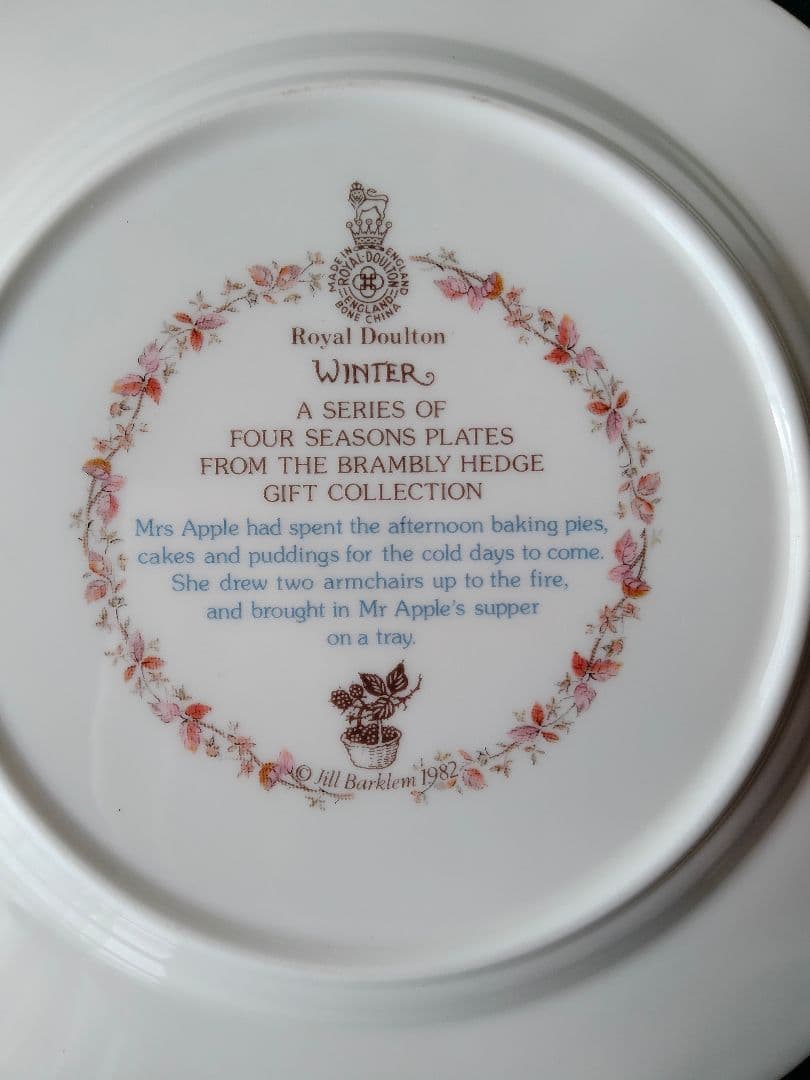 MADE IN ENGLAND
ROYAL·DOULTON
ENGLAND
BONE CHINA
Royal Doulton
WINTER
A SERIES OF
FOUR SEASONS PLATES
FROM THE BRAMBLY HEDGE
GIFT COLLECTION
Mrs Apple had spent the afternoon baking pies,
cakes and puddings for the cold days to come.
She drew two armchairs up to the fire,
and brought in Mr Apple's supper
on a tray.
© Jill Barklem 1982